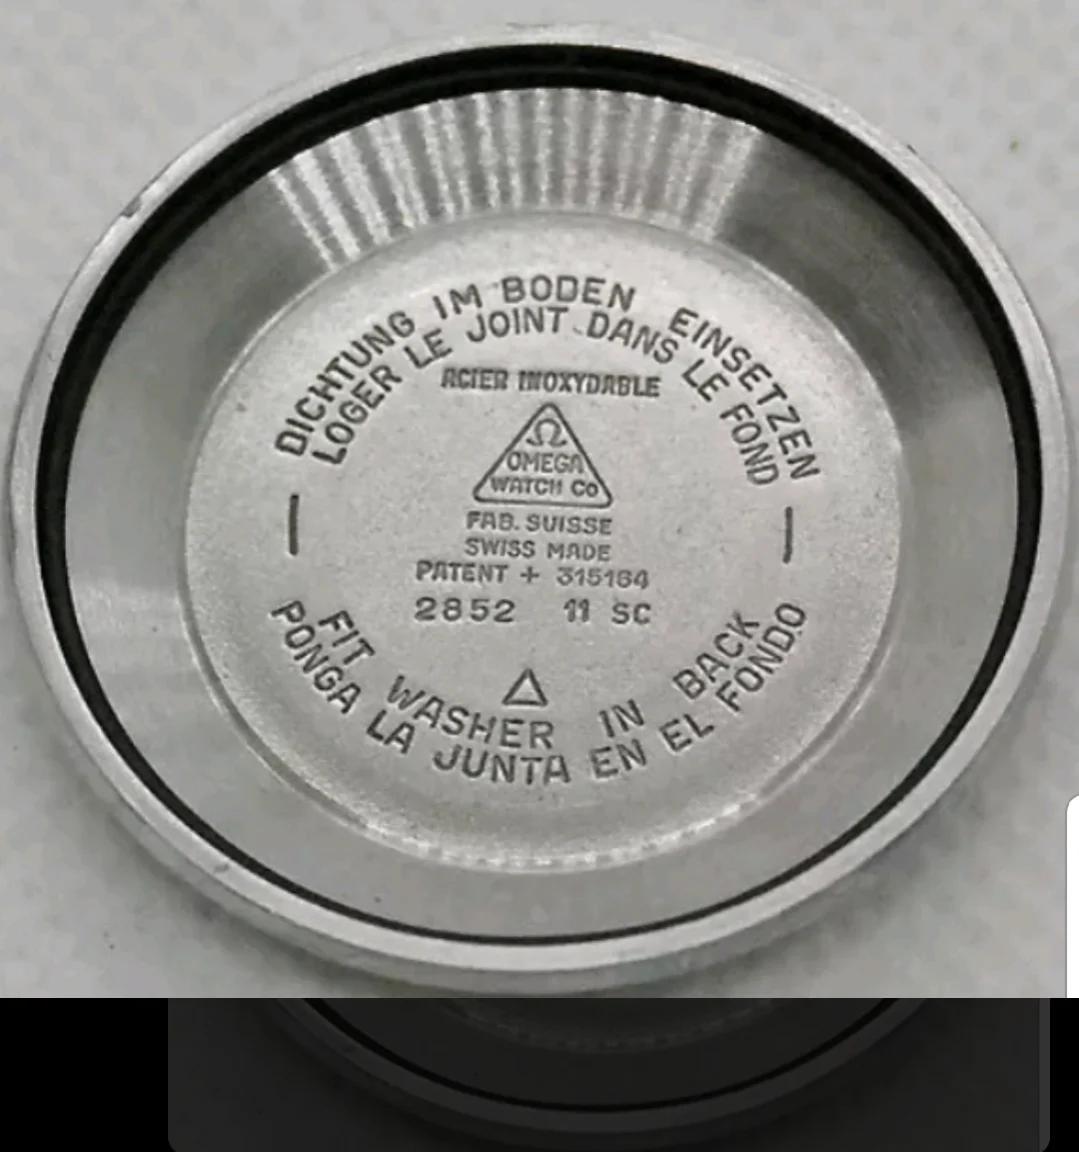 DICHTUNG IM BODEN EINSETZEN
LOGER LE JOINT DANS LE FOND
ACIER INOXYDABLE
Ω
OMEGA
WATCH Co
FAB. SUISSE
SWISS MADE
PATENT + 315164
2852 11 SC
FIT WASHER IN BACK
PONGA LA JUNTA EN EL FONDO